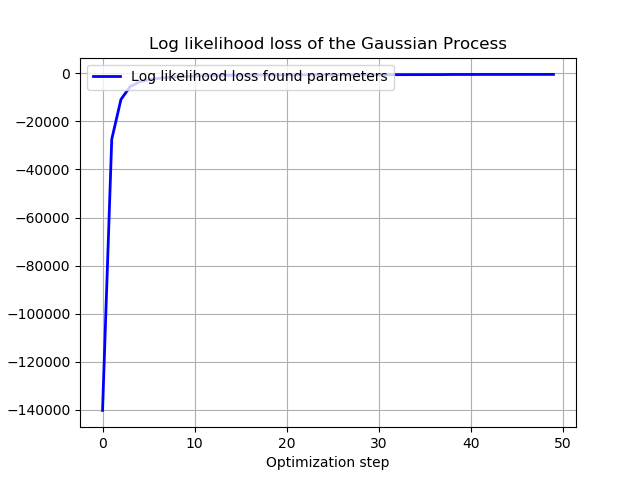 Log likelihood loss of the Gaussian Process
Log likelihood loss found parameters
0
−20000
−40000
−60000
−80000
−100000
−120000
−140000
0 10 20 30 40 50
Optimization step